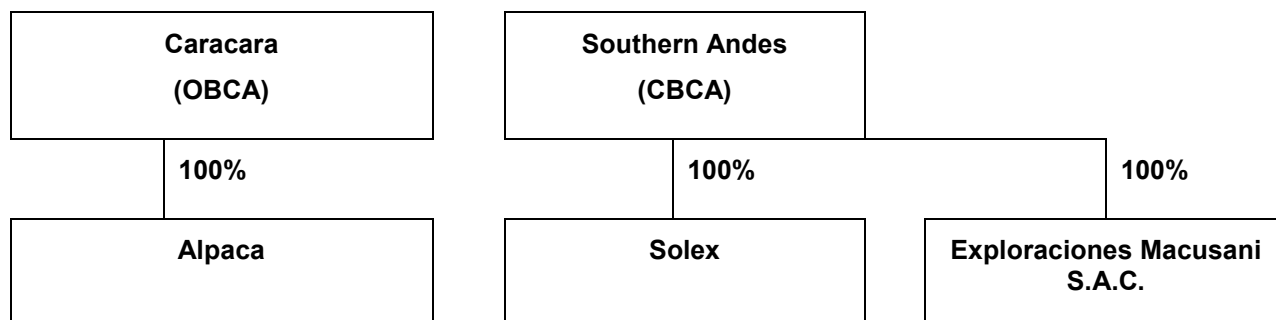 Caracara
(OBCA)
Southern Andes
(CBCA)
100%
100%
100%
Alpaca
Solex
Exploraciones Macusani
S.A.C.